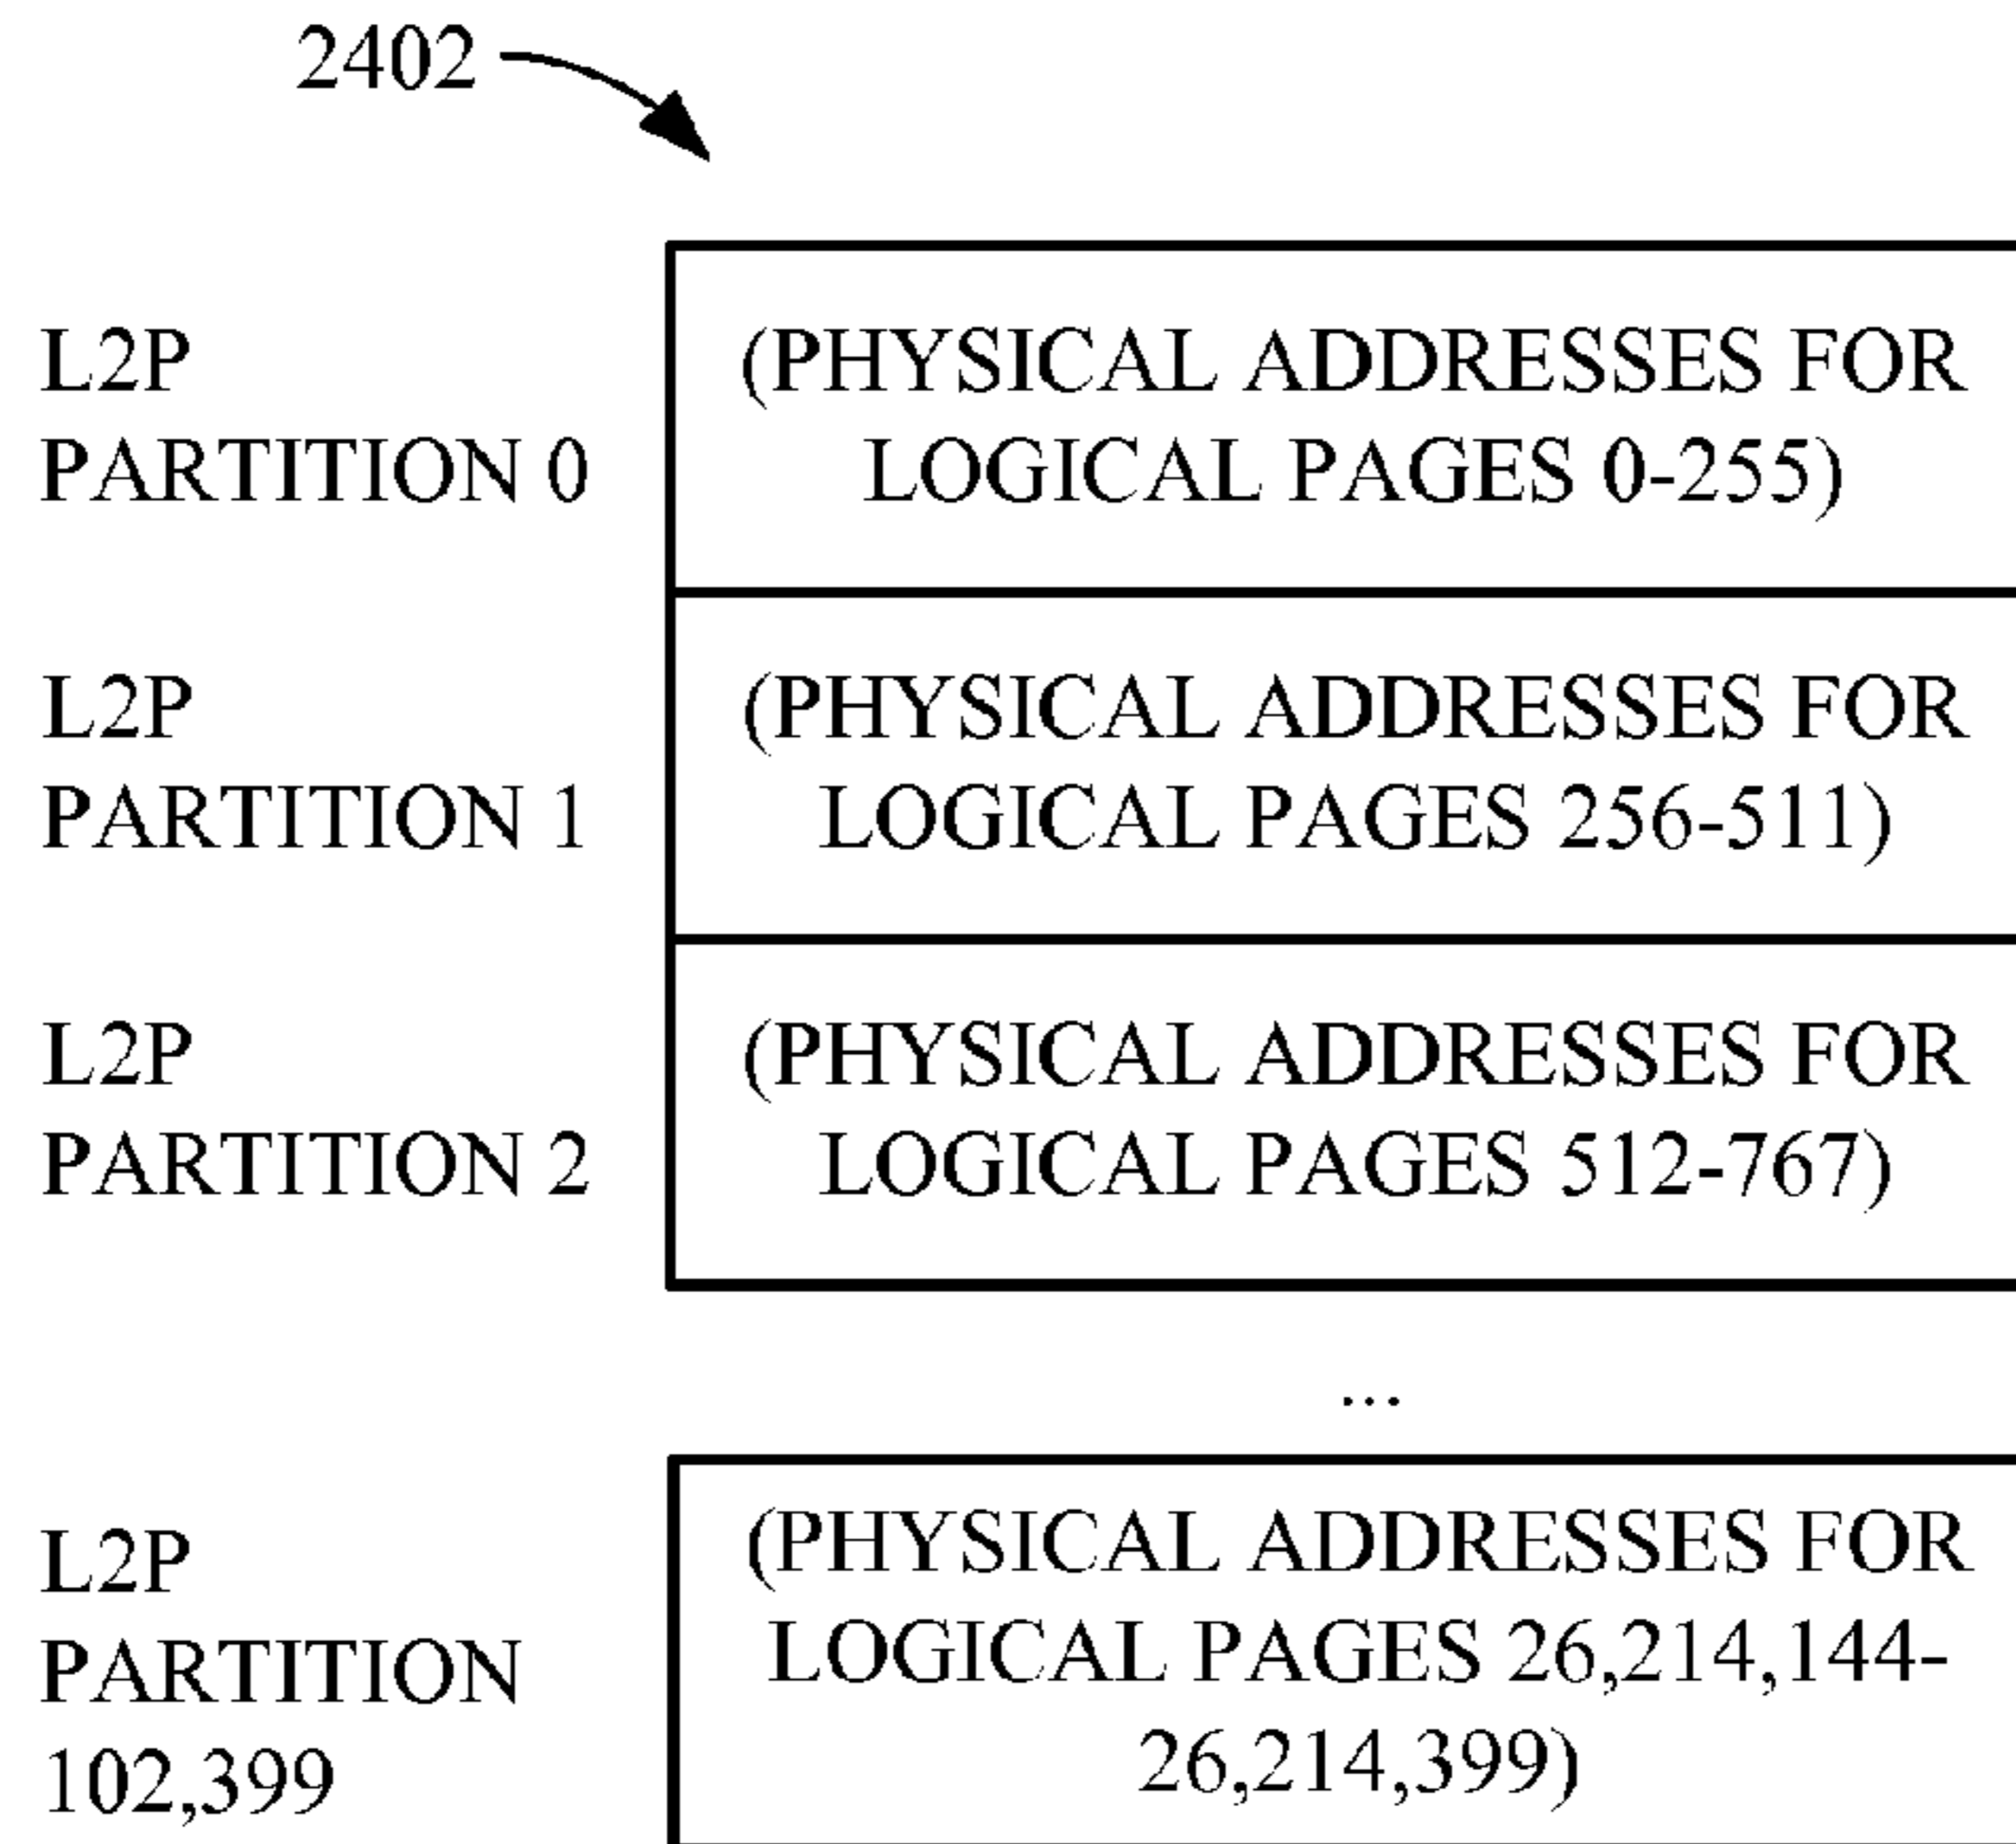 2402
L2P
PARTITION 0
(PHYSICAL ADDRESSES FOR
LOGICAL PAGES 0-255)
L2P
PARTITION 1
(PHYSICAL ADDRESSES FOR
LOGICAL PAGES 256-511)
L2P
PARTITION 2
(PHYSICAL ADDRESSES FOR
LOGICAL PAGES 512-767)
...
L2P
PARTITION
102,399
(PHYSICAL ADDRESSES FOR
LOGICAL PAGES 26,214,144-
26,214,399)